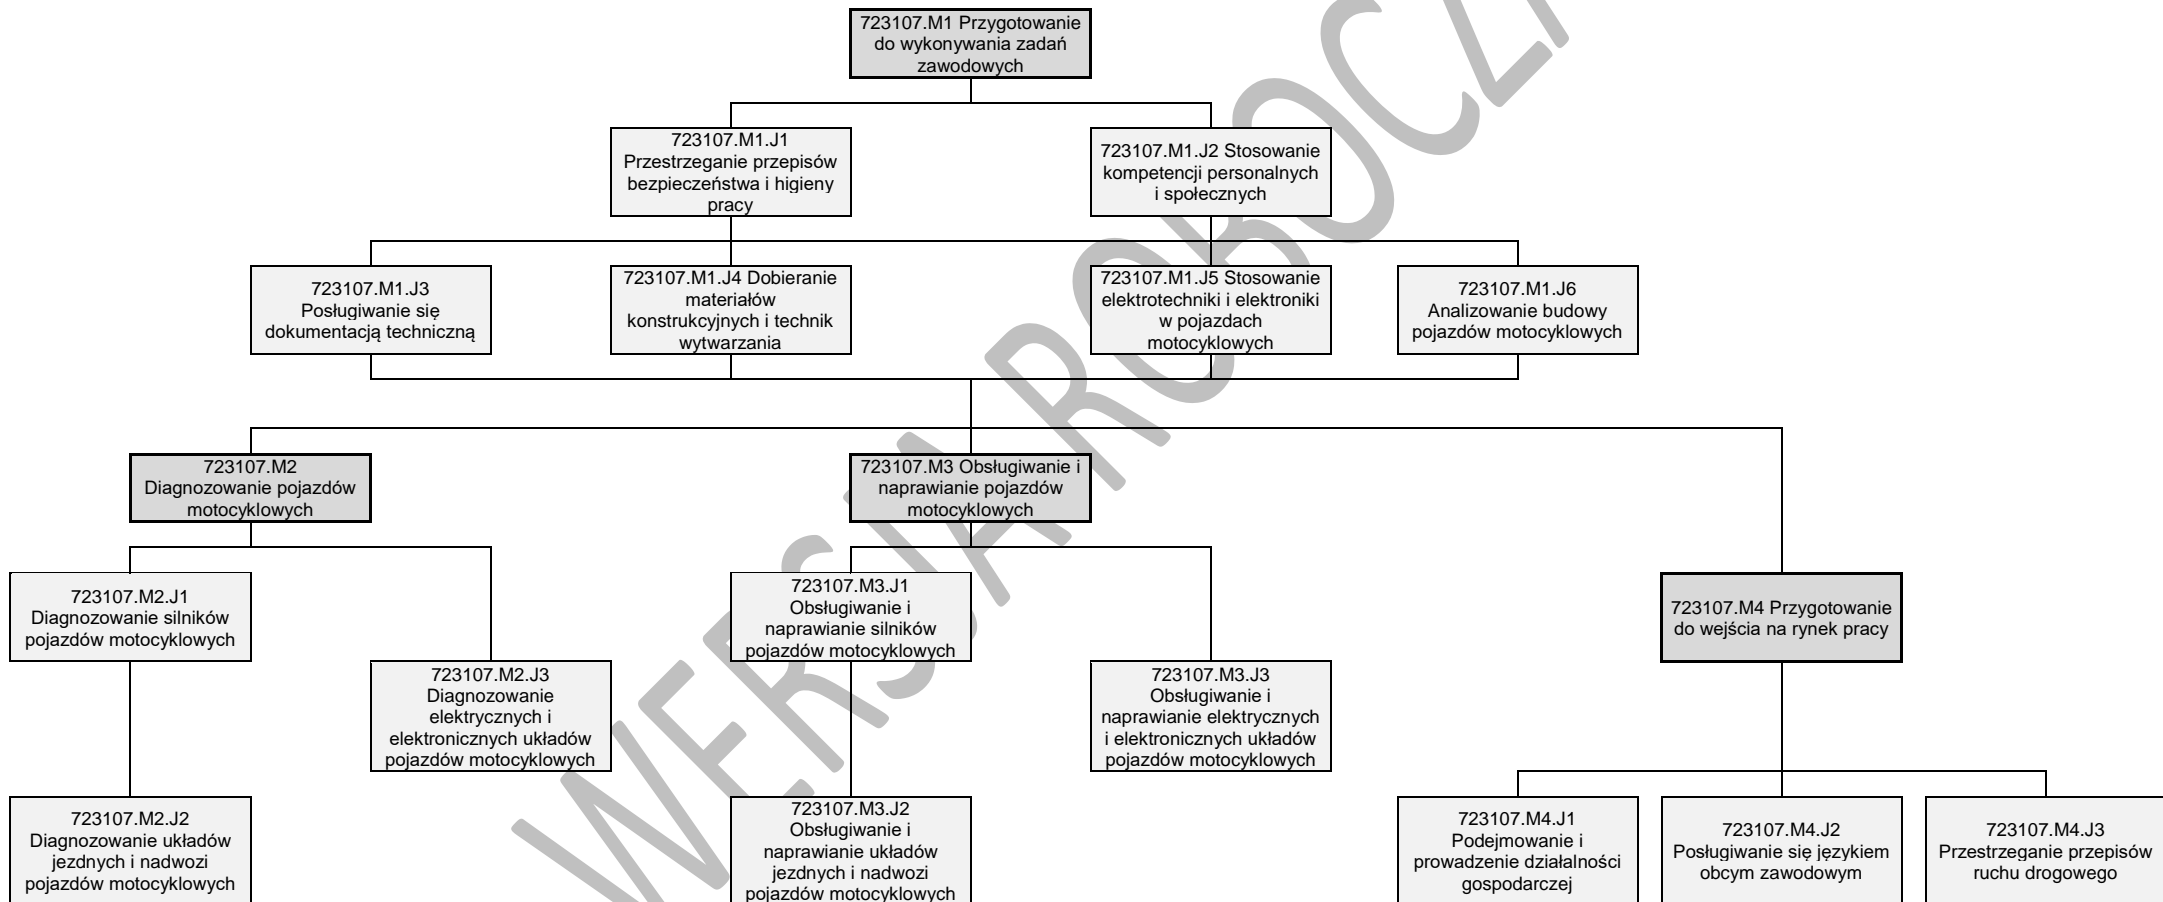 723107.M1 Przygotowanie
do wykonywania zadań
zawodowych
723107.M1.J1
Przestrzeganie przepisów
bezpieczeństwa i higieny
pracy
723107.M1.J2 Stosowanie
kompetencji personalnych
i społecznych
723107.M1.J3
Posługiwanie się
dokumentacją techniczną
723107.M1.J4 Dobieranie
materiałów
konstrukcyjnych i technik
wytwarzania
723107.M1.J5 Stosowanie
elektrotechniki i elektroniki
w pojazdach
motocyklowych
723107.M1.J6
Analizowanie budowy
pojazdów motocyklowych
723107.M2
Diagnozowanie pojazdów
motocyklowych
723107.M3 Obsługiwanie i
naprawianie pojazdów
motocyklowych
723107.M2.J1
Diagnozowanie silników
pojazdów motocyklowych
723107.M3.J1
Obsługiwanie i
naprawianie silników
pojazdów motocyklowych
723107.M4 Przygotowanie
do wejścia na rynek pracy
723107.M2.J3
Diagnozowanie
elektrycznych i
elektronicznych układów
pojazdów motocyklowych
723107.M3.J3
Obsługiwanie i
naprawianie elektrycznych
i elektronicznych układów
pojazdów motocyklowych
723107.M2.J2
Diagnozowanie układów
jezdnych i nadwozi
pojazdów motocyklowych
723107.M3.J2
Obsługiwanie i
naprawianie układów
jezdnych i nadwozi
pojazdów motocyklowych
723107.M4.J1
Podejmowanie i
prowadzenie działalności
gospodarczej
723107.M4.J2
Posługiwanie się językiem
obcym zawodowym
723107.M4.J3
Przestrzeganie przepisów
ruchu drogowego
WERSJA ROBOCZA